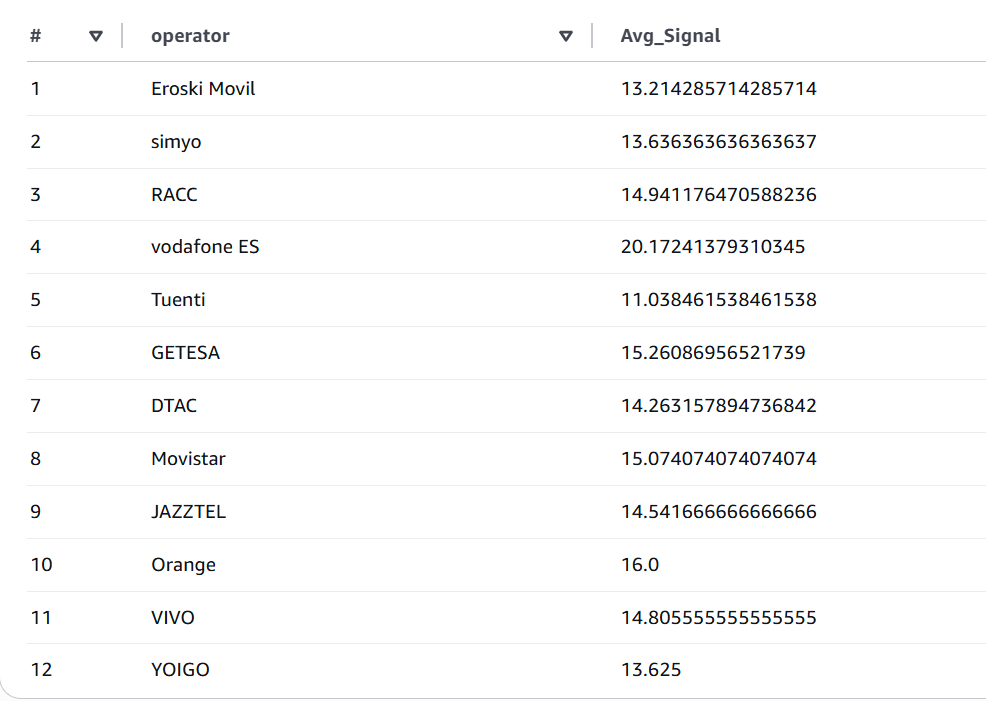 # operator Avg_Signal
1 Eroski Movil 13.214285714285714
2 simyo 13.636363636363637
3 RACC 14.941176470588236
4 vodafone ES 20.17241379310345
5 Tuenti 11.038461538461538
6 GETESA 15.26086956521739
7 DTAC 14.263157894736842
8 Movistar 15.074074074074074
9 JAZZTEL 14.541666666666666
10 Orange 16.0
11 VIVO 14.805555555555555
12 YOIGO 13.625